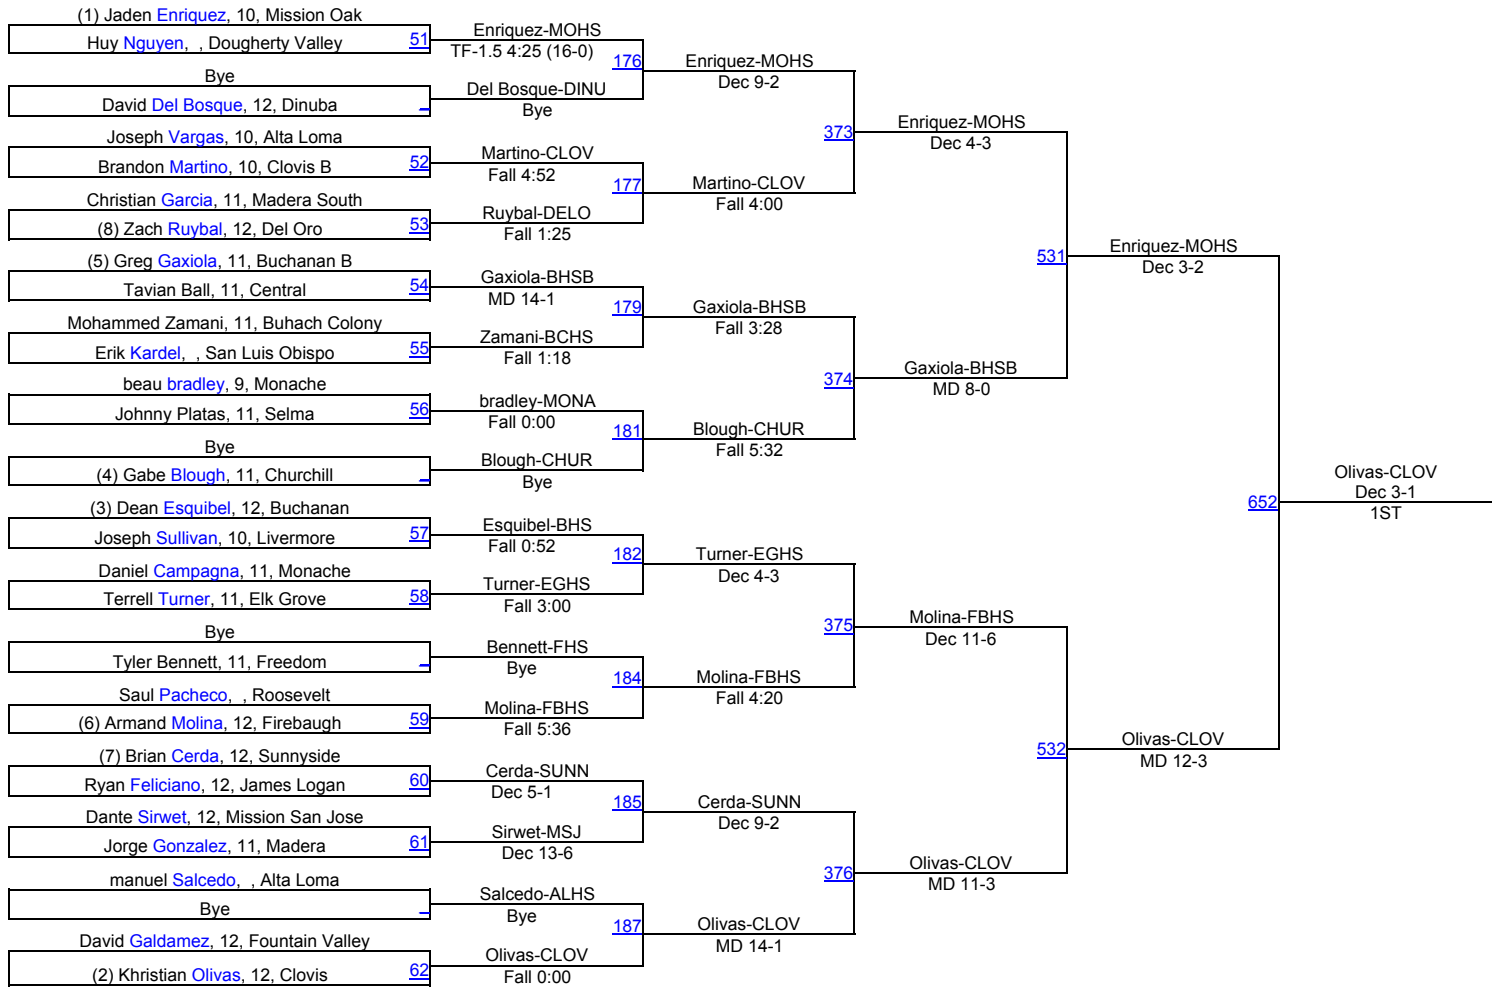 (1) Jaden Enriquez, 10, Mission Oak
Huy Nguyen, , Dougherty Valley
51
Bye
David Del Bosque, 12, Dinuba
Joseph Vargas, 10, Alta Loma
Brandon Martino, 10, Clovis B
52
Christian Garcia, 11, Madera South
(8) Zach Ruybal, 12, Del Oro
53
(5) Greg Gaxiola, 11, Buchanan B
Tavian Ball, 11, Central
54
Mohammed Zamani, 11, Buhach Colony
Erik Kardel, , San Luis Obispo
55
beau bradley, 9, Monache
Johnny Platas, 11, Selma
56
Bye
(4) Gabe Blough, 11, Churchill
(3) Dean Esquibel, 12, Buchanan
Joseph Sullivan, 10, Livermore
57
Daniel Campagna, 11, Monache
Terrell Turner, 11, Elk Grove
58
Bye
Tyler Bennett, 11, Freedom
Saul Pacheco, , Roosevelt
(6) Armand Molina, 12, Firebaugh
59
(7) Brian Cerda, 12, Sunnyside
Ryan Feliciano, 12, James Logan
60
Dante Sirwet, 12, Mission San Jose
Jorge Gonzalez, 11, Madera
61
manuel Salcedo, , Alta Loma
Bye
David Galdamez, 12, Fountain Valley
(2) Khristian Olivas, 12, Clovis
62
Enriquez-MOHS
TF-1.5 4:25 (16-0)
176
Del Bosque-DINU
Bye
Martino-CLOV
Fall 4:52
177
Ruybal-DELO
Fall 1:25
Gaxiola-BHSB
MD 14-1
179
Zamani-BCHS
Fall 1:18
bradley-MONA
Fall 0:00
181
Blough-CHUR
Bye
Esquibel-BHS
Fall 0:52
182
Turner-EGHS
Fall 3:00
Bennett-FHS
Bye
184
Molina-FBHS
Fall 5:36
Cerda-SUNN
Dec 5-1
185
Sirwet-MSJ
Dec 13-6
Salcedo-ALHS
Bye
187
Olivas-CLOV
Fall 0:00
Enriquez-MOHS
Dec 9-2
373
Martino-CLOV
Fall 4:00
Gaxiola-BHSB
Fall 3:28
374
Blough-CHUR
Fall 5:32
Turner-EGHS
Dec 4-3
375
Molina-FBHS
Fall 4:20
Cerda-SUNN
Dec 9-2
376
Olivas-CLOV
MD 14-1
Enriquez-MOHS
Dec 4-3
531
Gaxiola-BHSB
MD 8-0
Molina-FBHS
Dec 11-6
532
Olivas-CLOV
MD 11-3
Enriquez-MOHS
Dec 3-2
652
Olivas-CLOV
MD 12-3
Olivas-CLOV
Dec 3-1
1ST